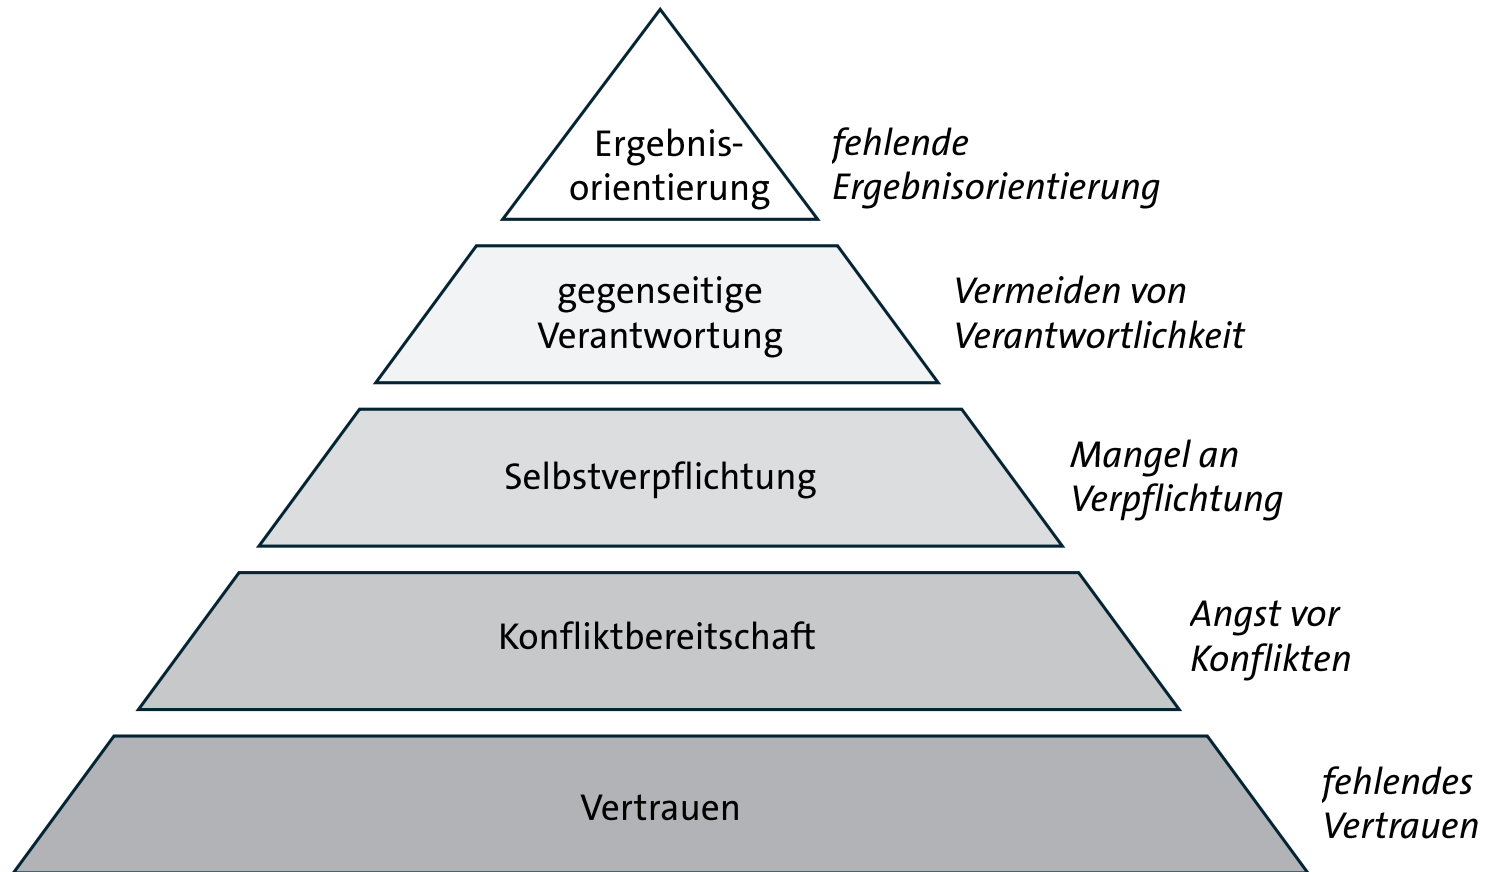 Ergebnis-
orientierung
fehlende
Ergebnisorientierung
gegenseitige
Verantwortung
Vermeiden von
Verantwortlichkeit
Selbstverpflichtung
Mangel an
Verpflichtung
Konfliktbereitschaft
Angst vor
Konflikten
Vertrauen
fehlendes
Vertrauen